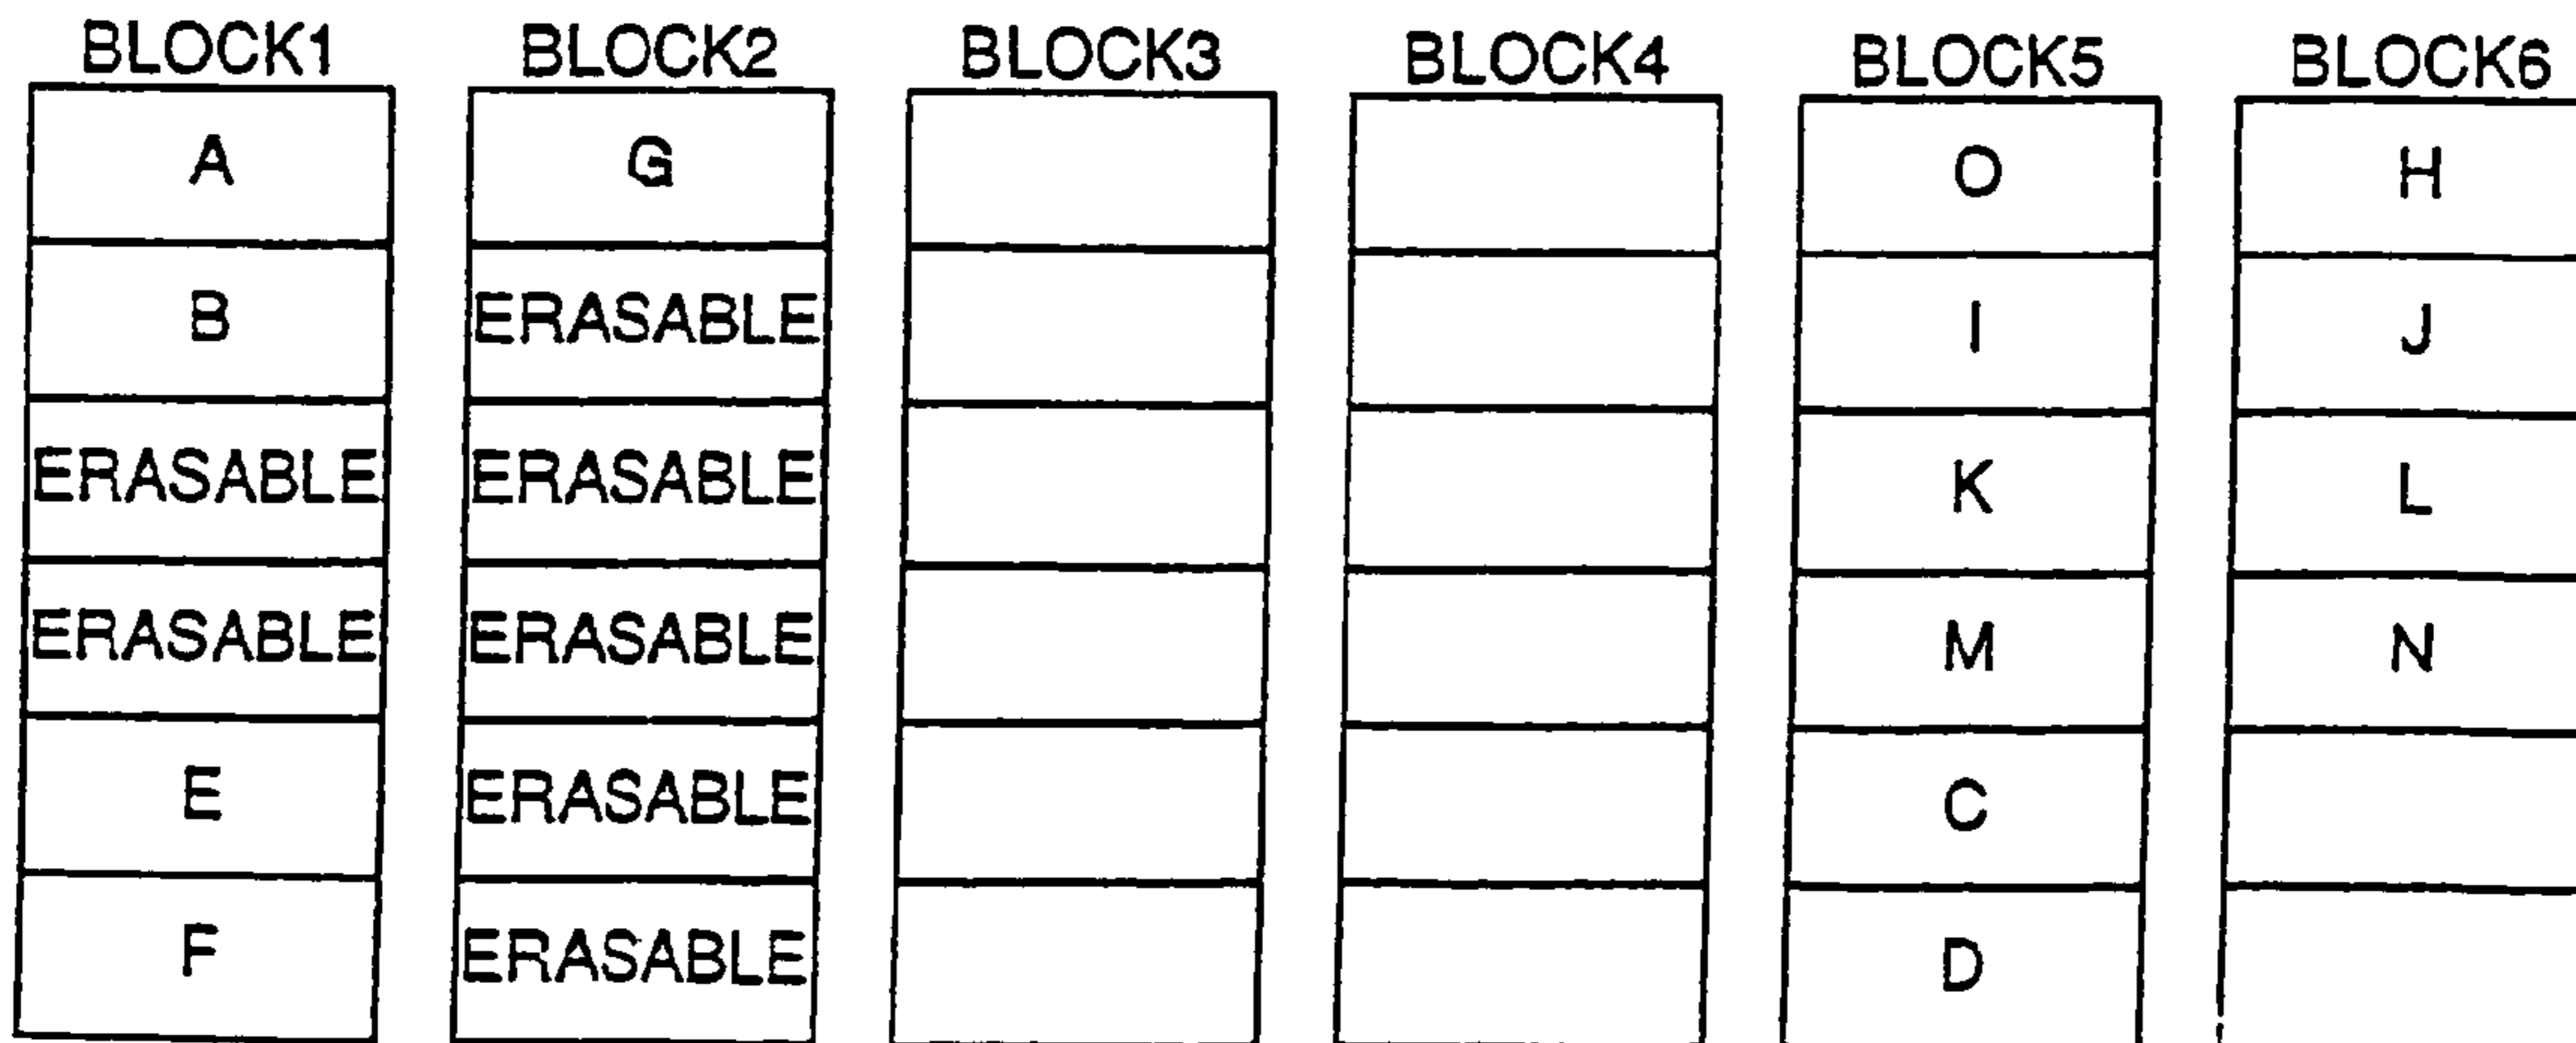 BLOCK1 BLOCK2 BLOCK3 BLOCK4 BLOCK5 BLOCK6
A G O H
B ERASABLE I J
ERASABLE ERASABLE K L
ERASABLE ERASABLE M N
E ERASABLE C
F ERASABLE D